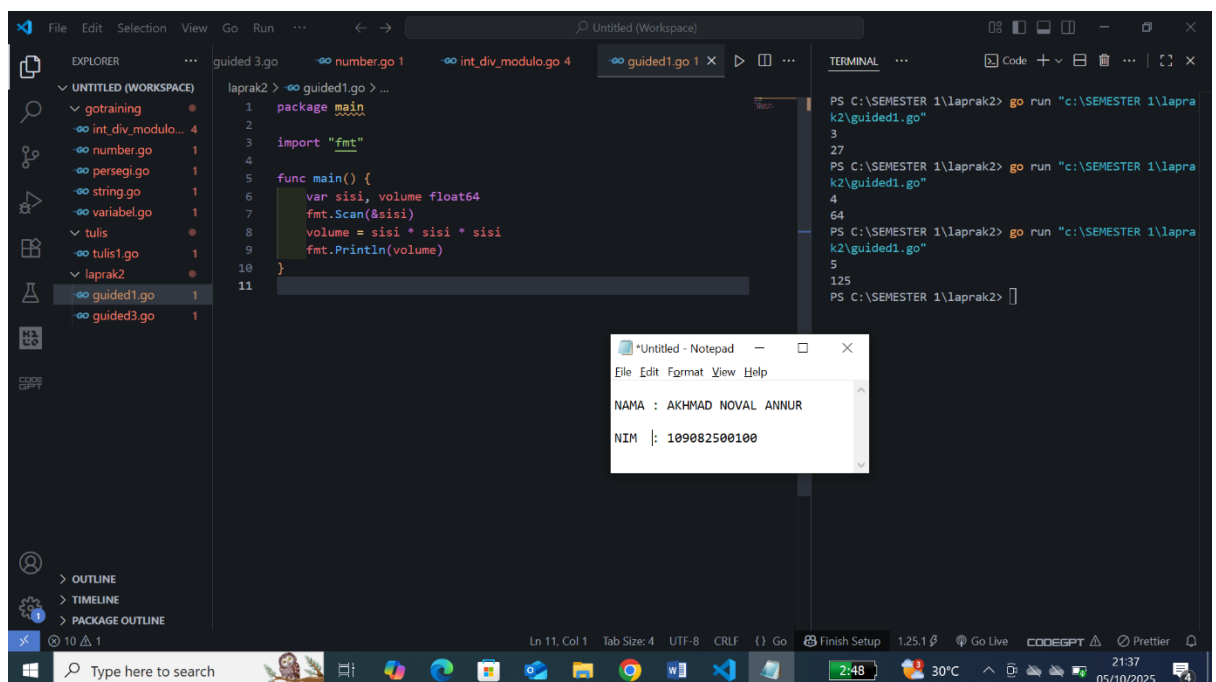 File Edit Selection View Go Run ··· Untitled (Workspace)
EXPLORER ···
UNTITLED (WORKSPACE)
gotraining
int_div_modulo... 4
number.go 1
persegi.go 1
string.go 1
variabel.go 1
tulis
tulis1.go 1
laprak2
guided1.go 1
guided3.go 1
OUTLINE
TIMELINE
PACKAGE OUTLINE
guided 3.go number.go 1 int_div_modulo.go 4 guided1.go 1
laprak2 > guided1.go > ...
1 package main
2
3 import "fmt"
4
5 func main() {
6 var sisi, volume float64
7 fmt.Scan(&sisi)
8 volume = sisi * sisi * sisi
9 fmt.Println(volume)
10 }
11
TERMINAL ··· Code
PS C:\SEMESTER 1\laprak2> go run "c:\SEMESTER 1\lapra
k2\guided1.go"
3
27
PS C:\SEMESTER 1\laprak2> go run "c:\SEMESTER 1\lapra
k2\guided1.go"
4
64
PS C:\SEMESTER 1\laprak2> go run "c:\SEMESTER 1\lapra
k2\guided1.go"
5
125
PS C:\SEMESTER 1\laprak2>
*Untitled - Notepad
File Edit Format View Help
NAMA : AKHMAD NOVAL ANNUR
NIM : 109082500100
CODE
GPT
10 1 Ln 11, Col 1 Tab Size: 4 UTF-8 CRLF {} Go Finish Setup 1.25.1 Go Live CODEGPT Prettier
Type here to search 2:48 30°C 21:37
05/10/2025 4